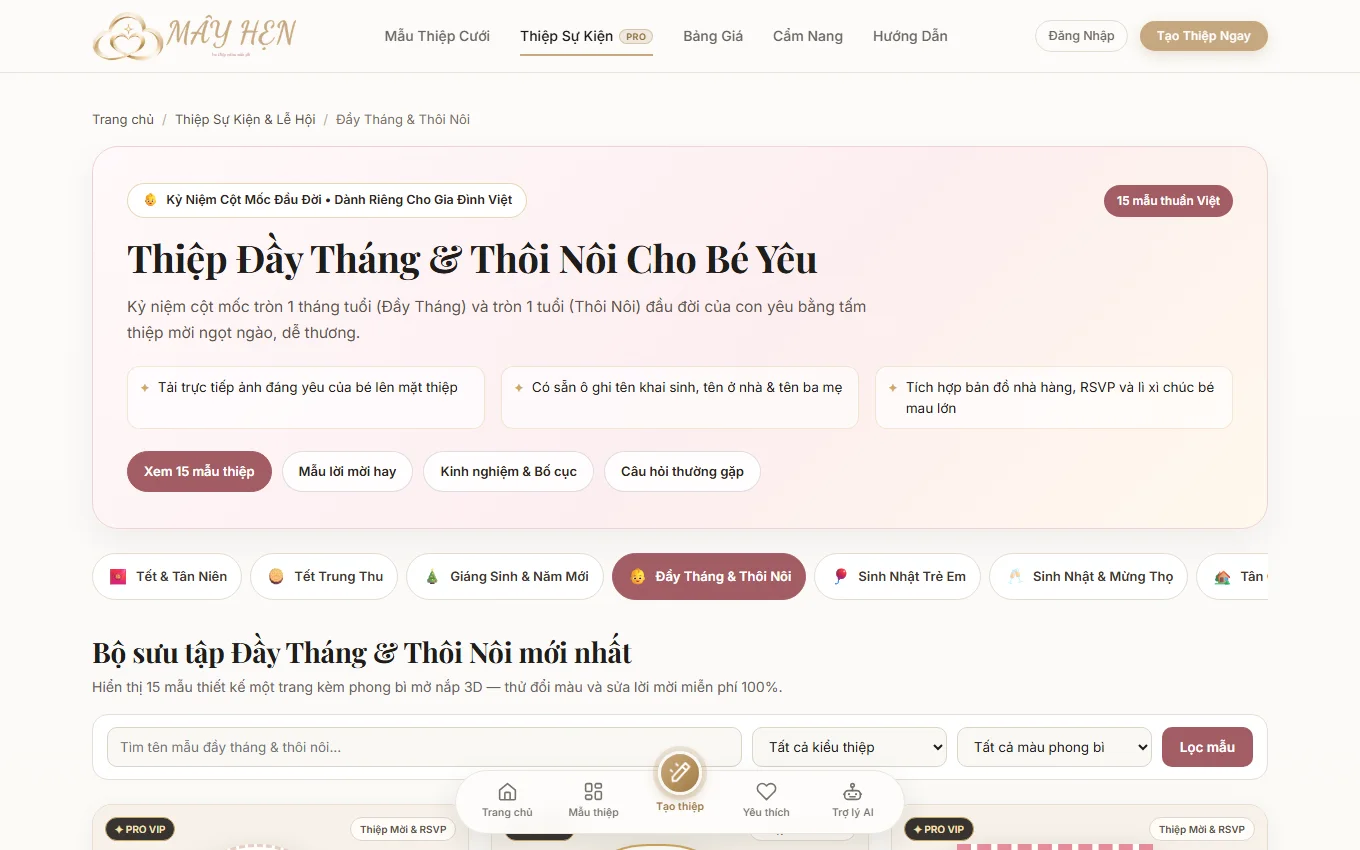 MÂY HẸN
Mẫu Thiệp Cưới
Thiệp Sự Kiện PRO
Bảng Giá
Cẩm Nang
Hướng Dẫn
Đăng Nhập
Tạo Thiệp Ngay
Trang chủ / Thiệp Sự Kiện & Lễ Hội / Đầy Tháng & Thôi Nôi
Kỷ Niệm Cột Mốc Đầu Đời • Dành Riêng Cho Gia Đình Việt
15 mẫu thuần Việt
Thiệp Đầy Tháng & Thôi Nôi Cho Bé Yêu
Kỷ niệm cột mốc tròn 1 tháng tuổi (Đầy Tháng) và tròn 1 tuổi (Thôi Nôi) đầu đời của con yêu bằng tấm
thiệp mời ngọt ngào, dễ thương.
✦ Tải trực tiếp ảnh đáng yêu của bé lên mặt thiệp
✦ Có sẵn ô ghi tên khai sinh, tên ở nhà & tên ba mẹ
✦ Tích hợp bản đồ nhà hàng, RSVP và lì xì chúc bé
mau lớn
Xem 15 mẫu thiệp
Mẫu lời mời hay
Kinh nghiệm & Bố cục
Câu hỏi thường gặp
Tết & Tân Niên
Tết Trung Thu
Giáng Sinh & Năm Mới
Đầy Tháng & Thôi Nôi
Sinh Nhật Trẻ Em
Sinh Nhật & Mừng Thọ
Tân
Bộ sưu tập Đầy Tháng & Thôi Nôi mới nhất
Hiển thị 15 mẫu thiết kế một trang kèm phong bì mở nắp 3D — thử đổi màu và sửa lời mời miễn phí 100%.
Tìm tên mẫu đầy tháng & thôi nôi...
Tất cả kiểu thiệp
Tất cả màu phong bì
Lọc mẫu
Trang chủ
Mẫu thiệp
Tạo thiệp
Yêu thích
Trợ lý AI
✦ PRO VIP
Thiệp Mời & RSVP
✦ PRO VIP
Thiệp Mời & RSVP